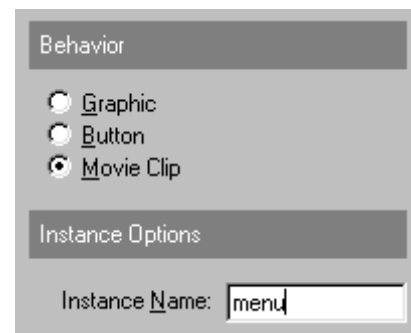 Behavior
Graphic
Button
Movie Clip
Instance Options
Instance Name: menu